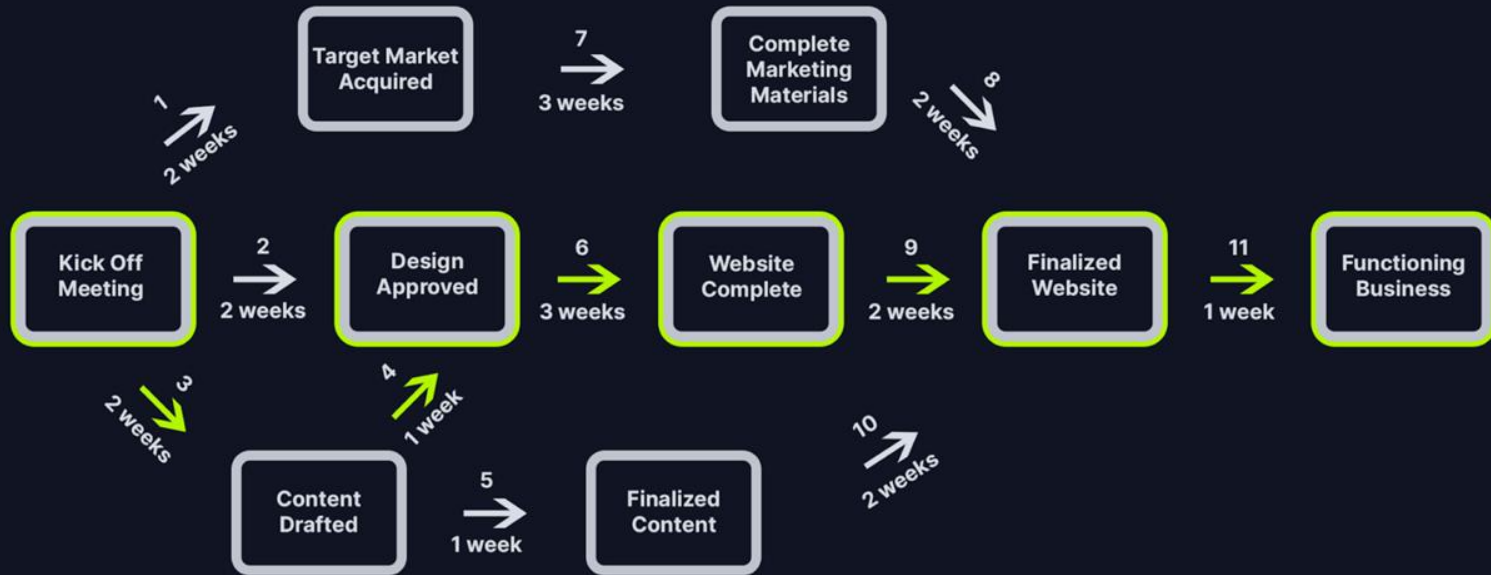 Target Market
Acquired
7
3 weeks
Complete
Marketing
Materials
1
2 weeks
8
2 weeks
Kick Off
Meeting
2
2 weeks
Design
Approved
6
3 weeks
Website
Complete
9
2 weeks
Finalized
Website
11
1 week
Functioning
Business
3
2 weeks
4
1 week
Content
Drafted
5
1 week
Finalized
Content
10
2 weeks